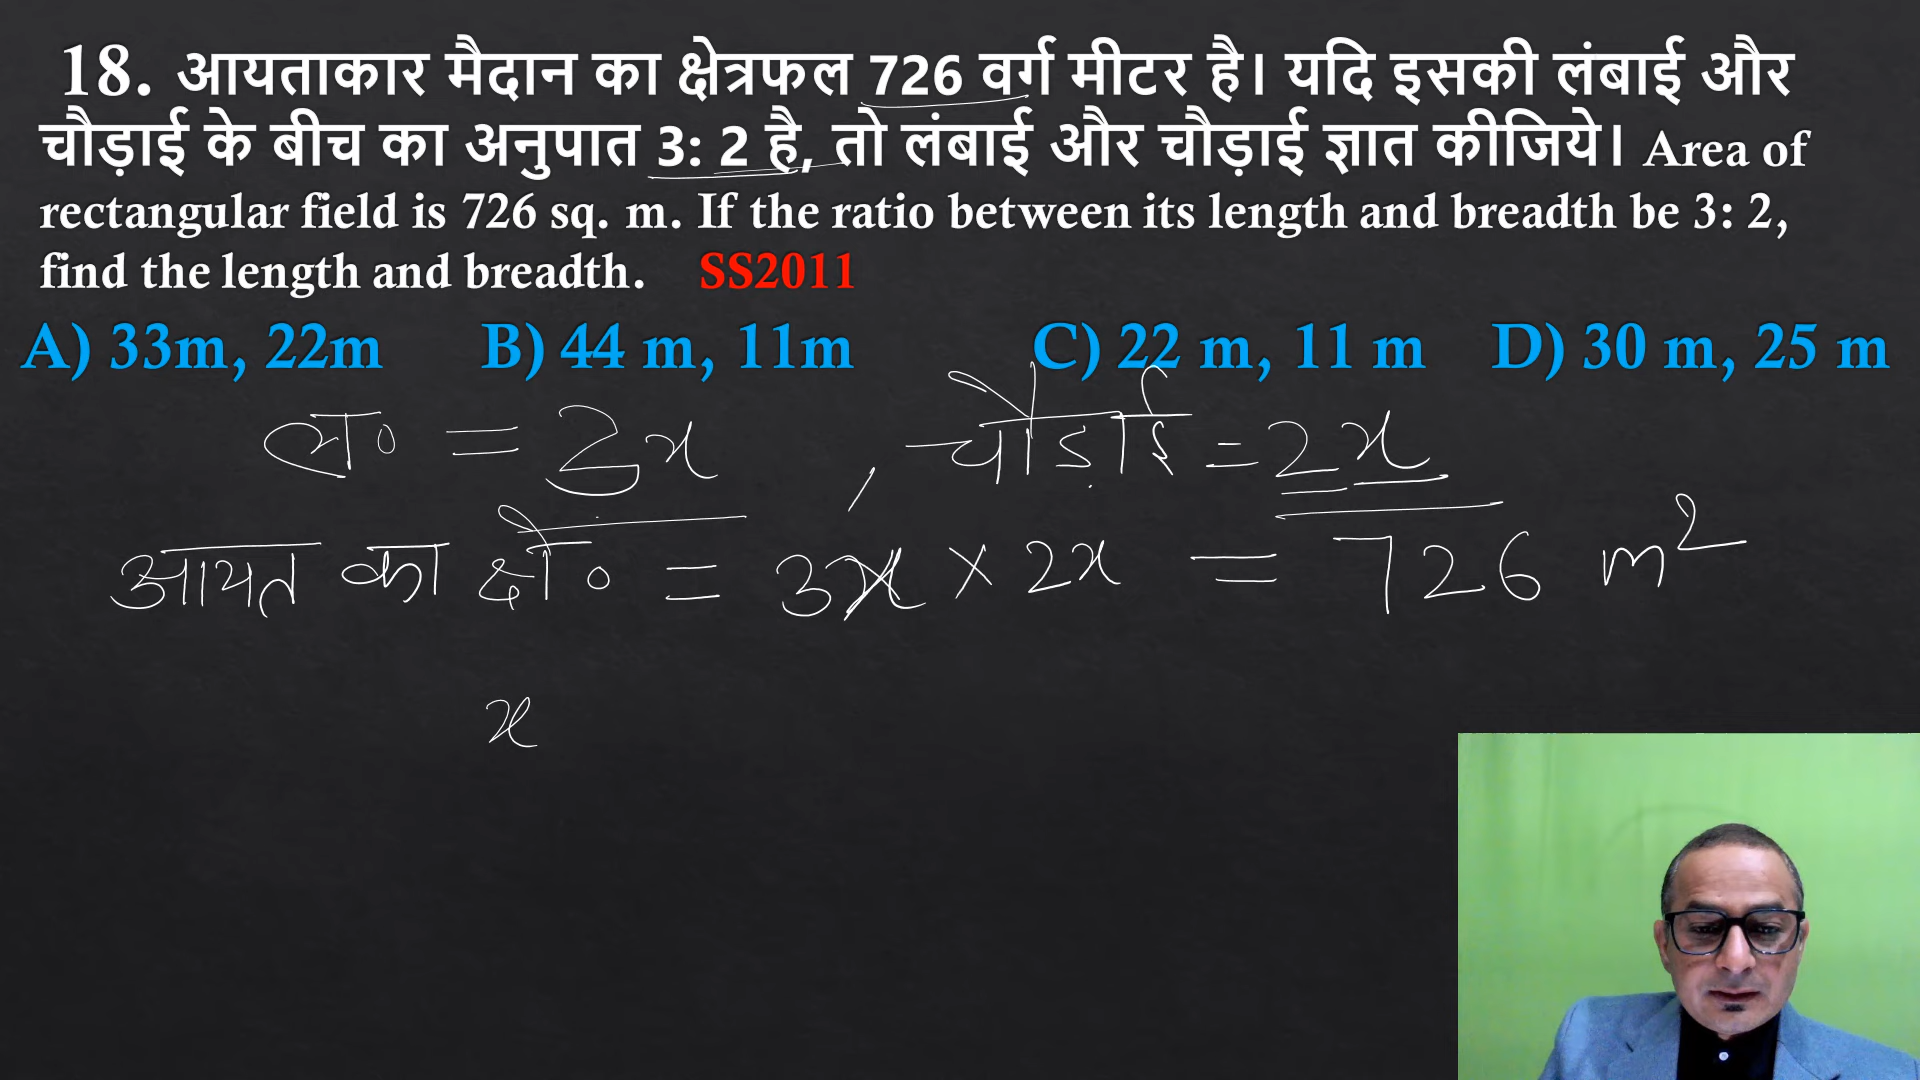 18. आयताकार मैदान का क्षेत्रफल 726 वर्ग मीटर है। यदि इसकी लंबाई और
चौड़ाई के बीच का अनुपात 3: 2 है, तो लंबाई और चौड़ाई ज्ञात कीजिये। Area of
rectangular field is 726 sq. m. If the ratio between its length and breadth be 3: 2,
find the length and breadth. SS2011
A) 33m, 22m B) 44 m, 11m C) 22 m, 11 m D) 30 m, 25 m
ल० = 3x , चौड़ाई = 2x
आयत का क्षे० = 3x × 2x = 726 m²
x